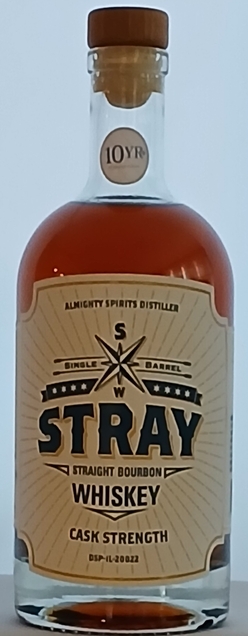 10YR
ALMIGHTY SPIRITS DISTILLER
S
SINGLE BARREL
W
STRAY
STRAIGHT BOURBON
WHISKEY
CASK STRENGTH
DSP-IL-20022